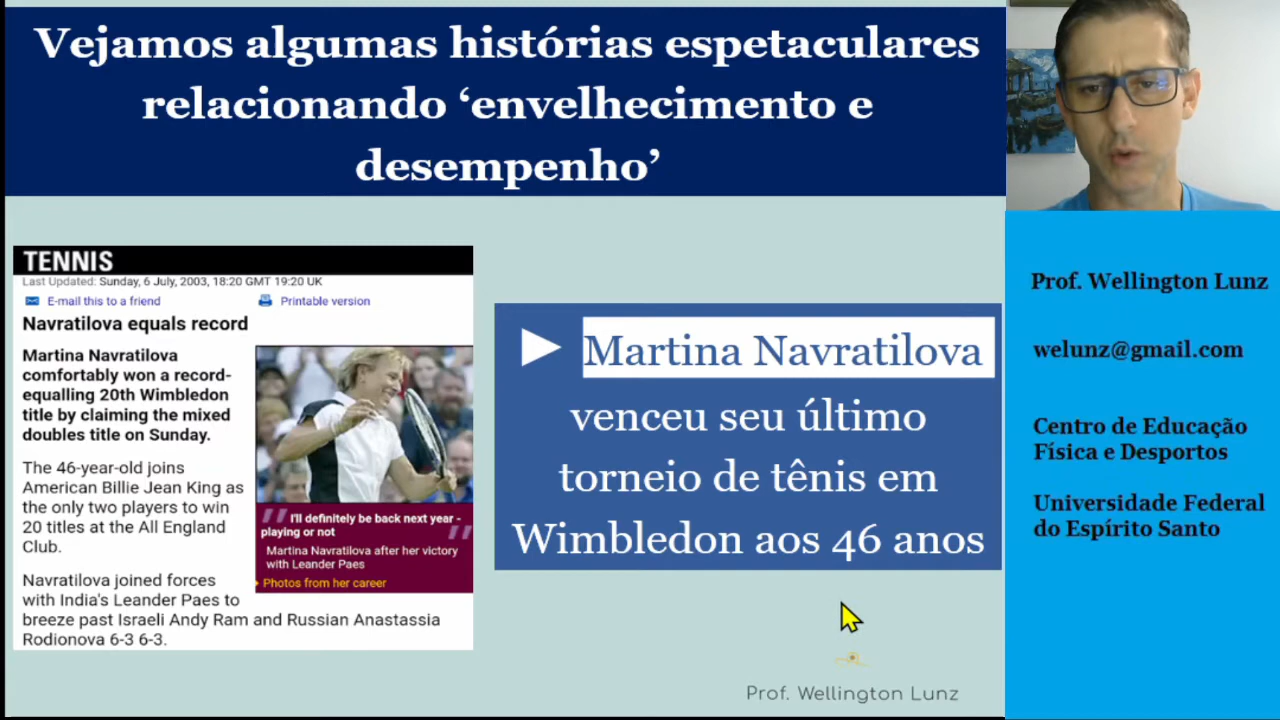 Vejamos algumas histórias espetaculares
relacionando ‘envelhecimento e
desempenho’
TENNIS
Last Updated: Sunday, 6 July, 2003, 18:20 GMT 19:20 UK
E-mail this to a friend
Printable version
Navratilova equals record
Martina Navratilova
comfortably won a record-
equalling 20th Wimbledon
title by claiming the mixed
doubles title on Sunday.
The 46-year-old joins
American Billie Jean King as
the only two players to win
20 titles at the All England
Club.
Navratilova joined forces
with India's Leander Paes to
breeze past Israeli Andy Ram and Russian Anastassia
Rodionova 6-3 6-3.
I'll definitely be back next year -
playing or not
Martina Navratilova after her victory
with Leander Paes
Photos from her career
Martina Navratilova
venceu seu último
torneio de tênis em
Wimbledon aos 46 anos
Prof. Wellington Lunz
Prof. Wellington Lunz
welunz@gmail.com
Centro de Educação
Física e Desportos
Universidade Federal
do Espírito Santo